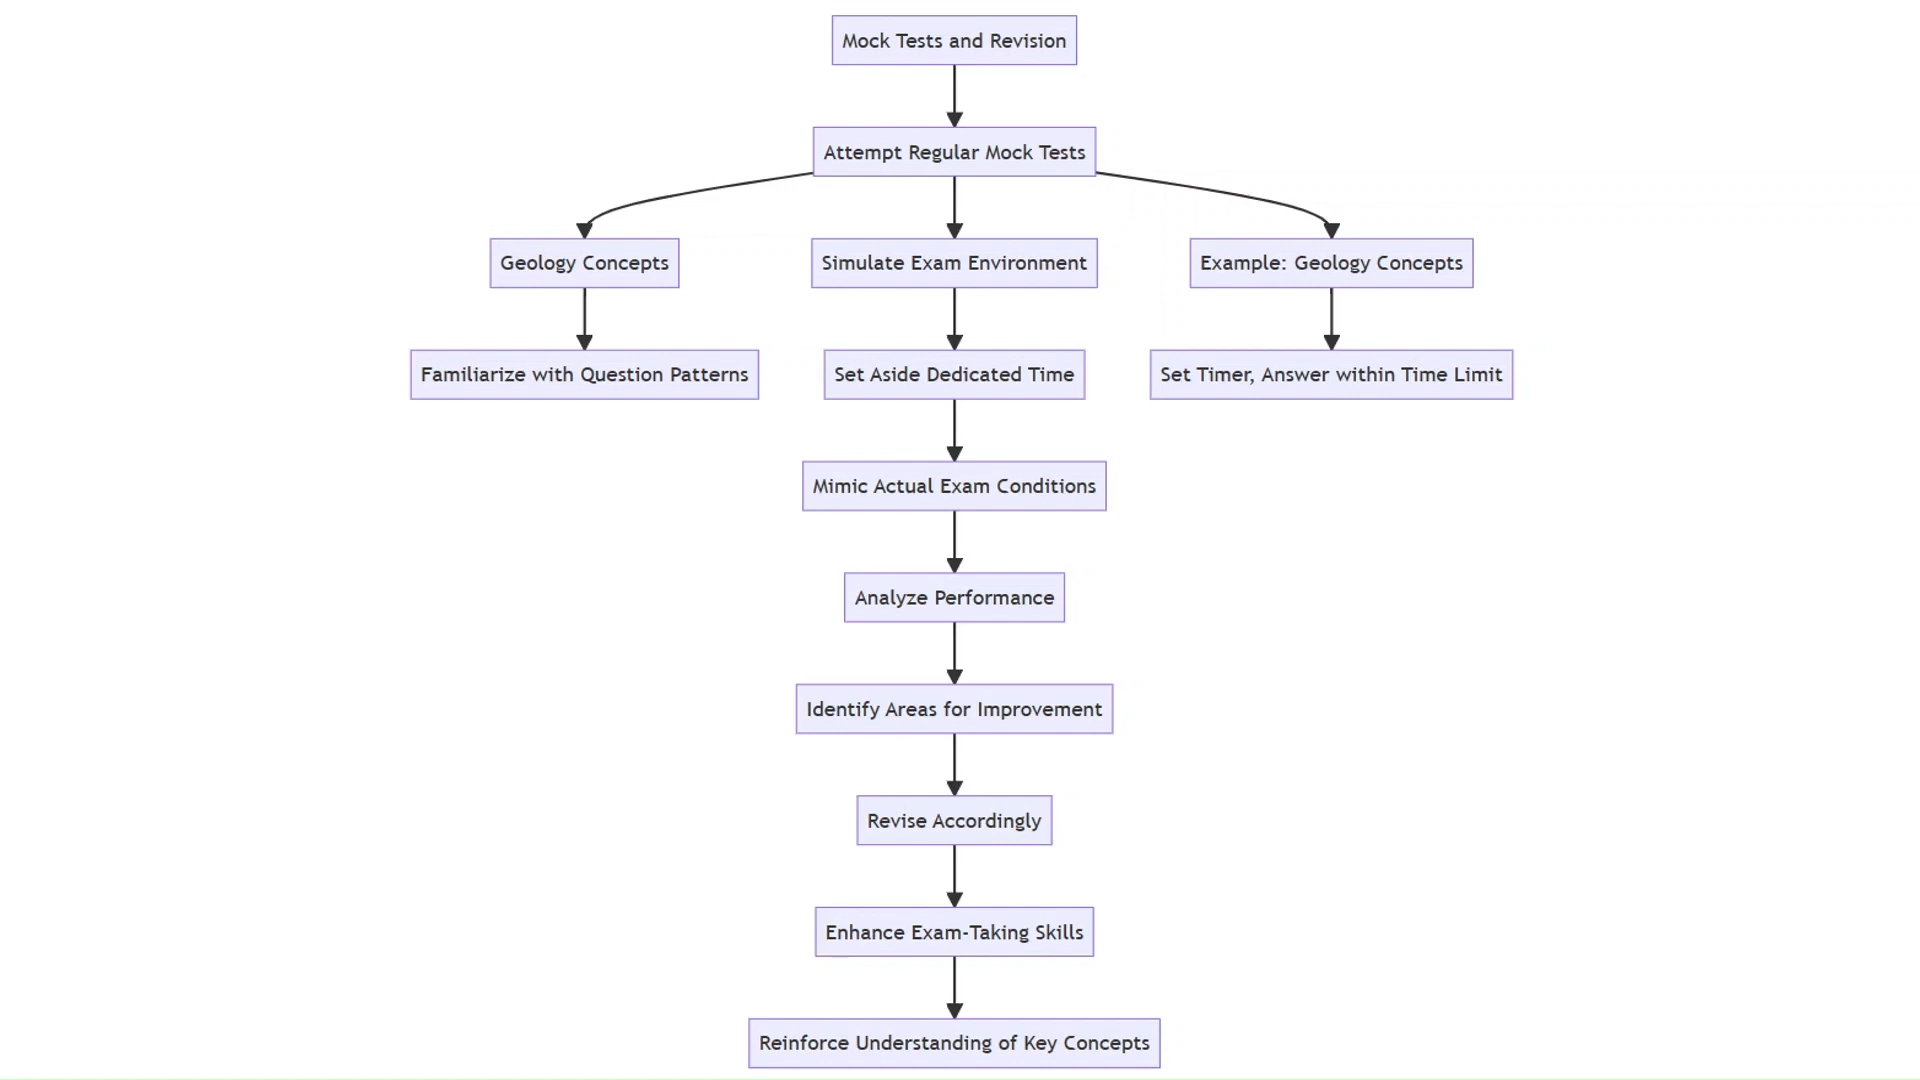 Mock Tests and Revision
Attempt Regular Mock Tests
Geology Concepts
Simulate Exam Environment
Example: Geology Concepts
Familiarize with Question Patterns
Set Aside Dedicated Time
Set Timer, Answer within Time Limit
Mimic Actual Exam Conditions
Analyze Performance
Identify Areas for Improvement
Revise Accordingly
Enhance Exam-Taking Skills
Reinforce Understanding of Key Concepts